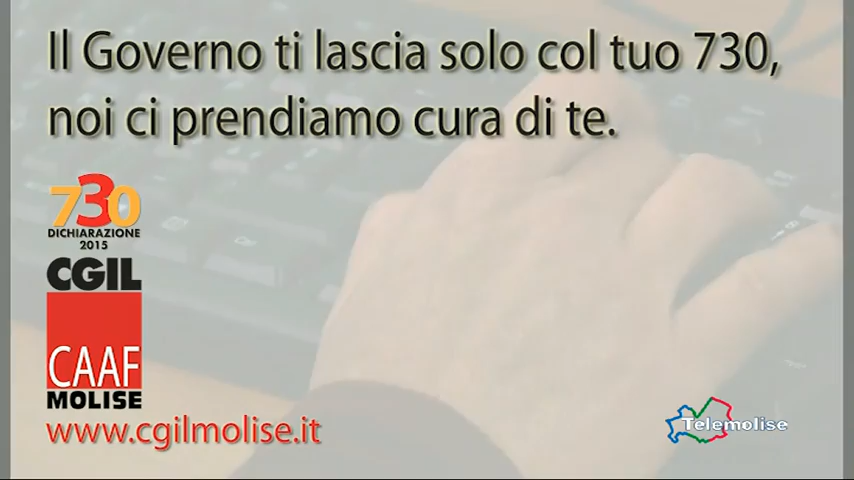 Il Governo ti lascia solo col tuo 730,
noi ci prendiamo cura di te.
730
DICHIARAZIONE
2015
CGIL
CAAF
MOLISE
www.cgilmolise.it
Telemolise